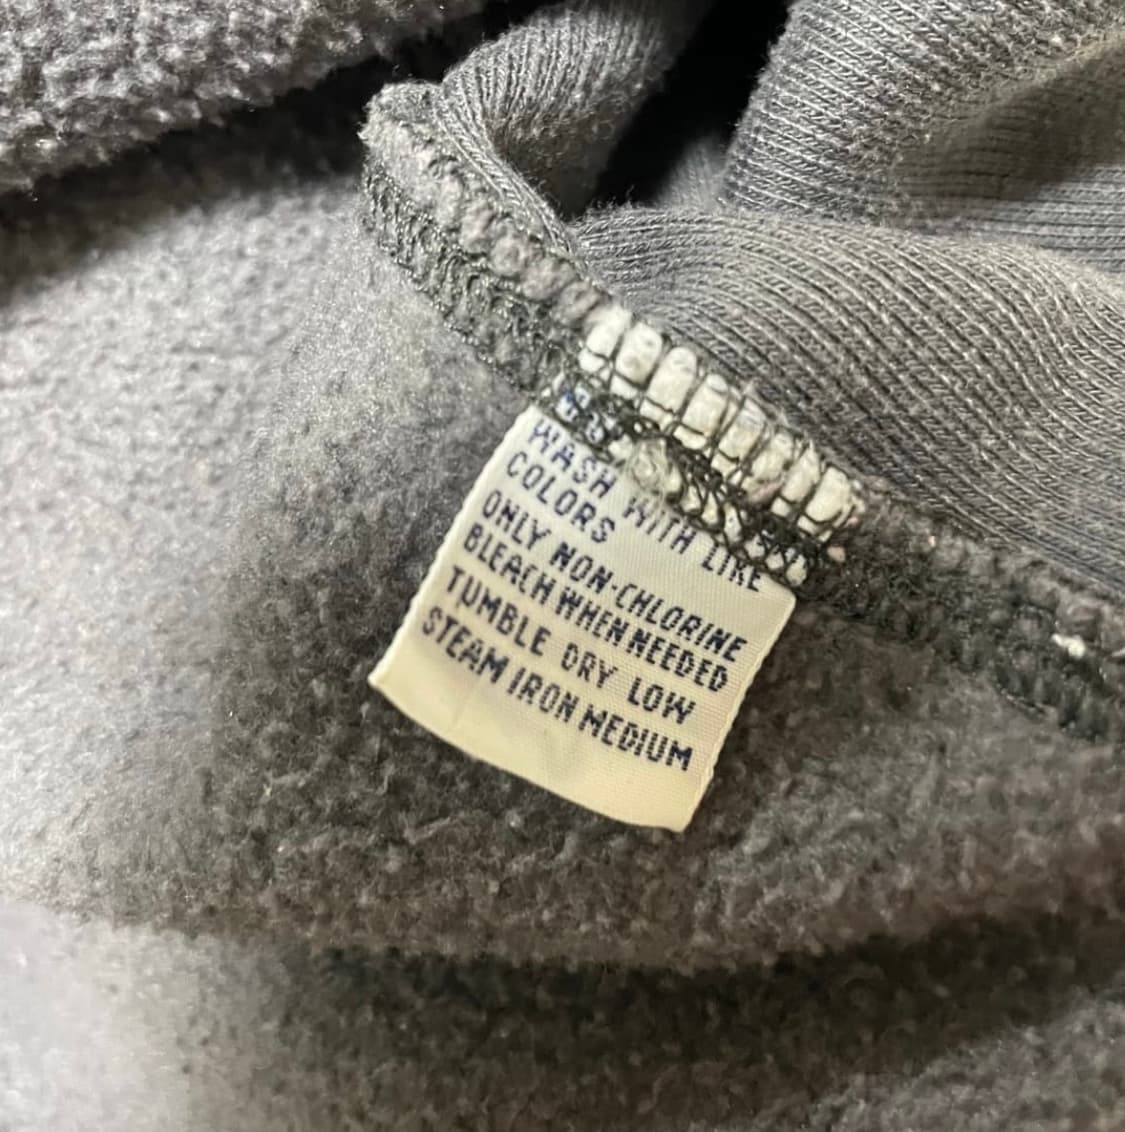 WASH WITH LIKE
COLORS
ONLY NON-CHLORINE
BLEACH WHEN NEEDED
TUMBLE DRY LOW
STEAM IRON MEDIUM